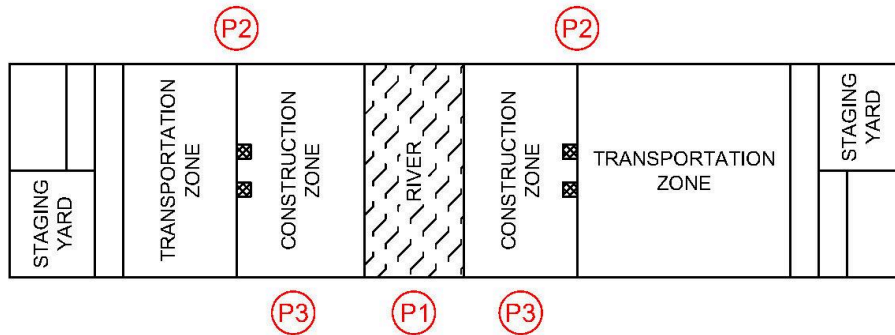 P2
P2
STAGING
YARD
TRANSPORTATION
ZONE
CONSTRUCTION
ZONE
RIVER
CONSTRUCTION
ZONE
TRANSPORTATION
ZONE
STAGING
YARD
P3
P1
P3